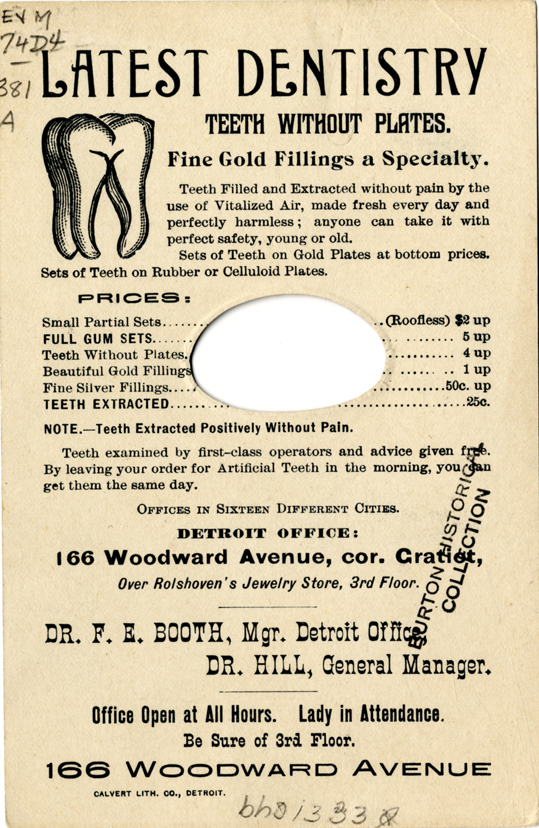 EV M
74D4
381
A
LATEST DENTISTRY
TEETH WITHOUT PLATES.
Fine Gold Fillings a Specialty.
Teeth Filled and Extracted without pain by the
use of Vitalized Air, made fresh every day and
perfectly harmless; anyone can take it with
perfect safety, young or old.
Sets of Teeth on Gold Plates at bottom prices.
Sets of Teeth on Rubber or Celluloid Plates.
PRICES:
Small Partial Sets.......(Roofless) $2 up
FULL GUM SETS............ 5 up
Teeth Without Plates............. 4 up
Beautiful Gold Fillings....... 1 up
Fine Silver Fillings..................50c. up
TEETH EXTRACTED......................25c.
NOTE.—Teeth Extracted Positively Without Pain.
Teeth examined by first-class operators and advice given free.
By leaving your order for Artificial Teeth in the morning, you can
get them the same day.
OFFICES IN SIXTEEN DIFFERENT CITIES.
DETROIT OFFICE:
166 Woodward Avenue, cor. Gratiot,
Over Rolshoven's Jewelry Store, 3rd Floor.
BURTON HISTORICAL
COLLECTION
DR. F. E. BOOTH, Mgr. Detroit Office.
DR. HILL, General Manager.
Office Open at All Hours. Lady in Attendance.
Be Sure of 3rd Floor.
166 WOODWARD AVENUE
CALVERT LITH. CO., DETROIT.